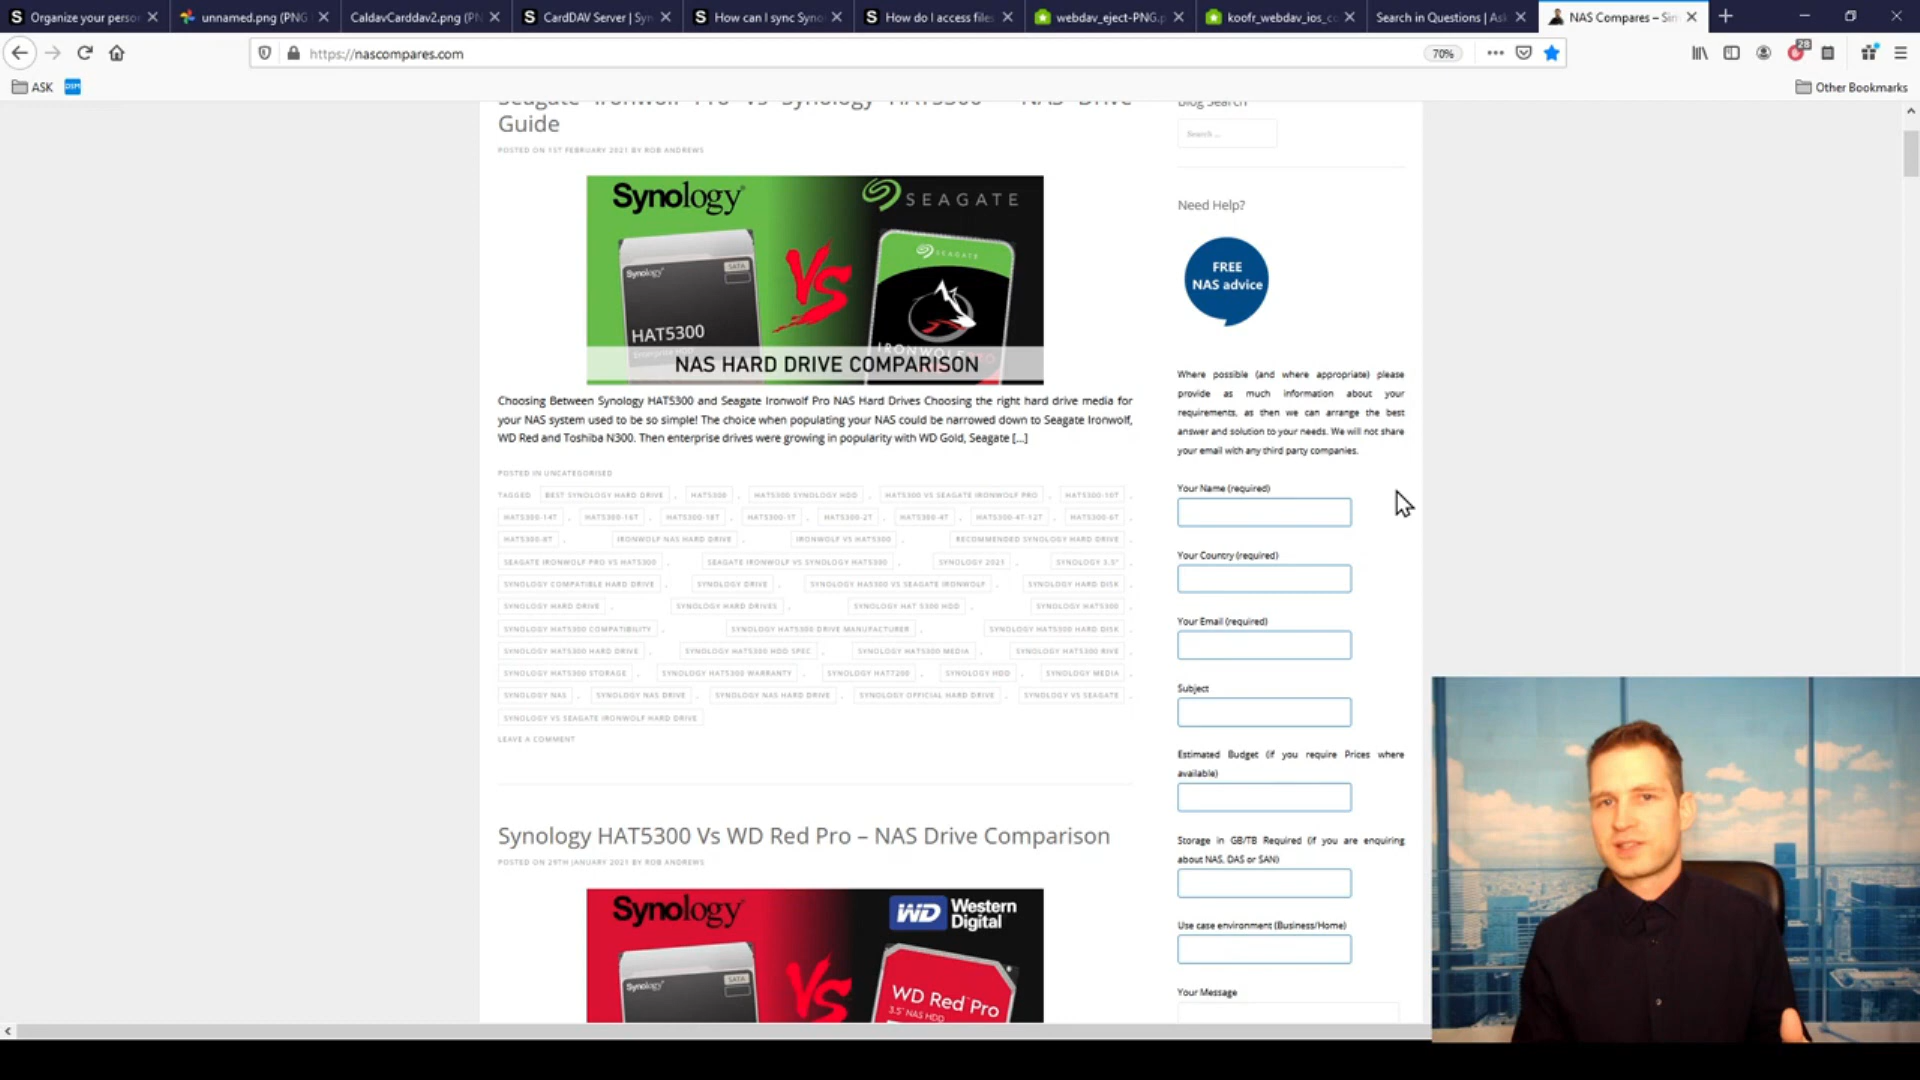 Organize your person
unnamed.png (PNG I
CaldavCarddav2.png (PN
CardDAV Server | Syn
How can I sync Synol
How do I access files
webdav_eject-PNG.p
koofr_webdav_ios_co
Search in Questions | Ask
NAS Compares – Sim
https://nascompares.com
70%
28
ASK
DSM
Other Bookmarks
Seagate Ironwolf Pro Vs Synology HAT5300 – NAS Drive
Guide
POSTED ON 1ST FEBRUARY 2021 BY ROB ANDREWS
Synology
SEAGATE
Synology
SATA
SEAGATE
VS
HAT5300
IRONWOLF PRO
NAS HARD DRIVE COMPARISON
Choosing Between Synology HAT5300 and Seagate Ironwolf Pro NAS Hard Drives Choosing the right hard drive media for
your NAS system used to be so simple! The choice when populating your NAS could be narrowed down to Seagate Ironwolf,
WD Red and Toshiba N300. Then enterprise drives were growing in popularity with WD Gold, Seagate [...]
POSTED IN UNCATEGORISED
TAGGED BEST SYNOLOGY HARD DRIVE , HAT5300 , HAT5300 SYNOLOGY HDD , HAT5300 VS SEAGATE IRONWOLF PRO , HAT5300-10T ,
HAT5300-14T , HAT5300-16T , HAT5300-18T , HAT5300-1T , HAT5300-2T , HAT5300-4T , HAT5300-4T-12T , HAT5300-6T ,
HAT5300-8T , IRONWOLF NAS HARD DRIVE , IRONWOLF VS HAT5300 , RECOMMENDED SYNOLOGY HARD DRIVE ,
SEAGATE IRONWOLF PRO VS HAT5300 , SEAGATE IRONWOLF VS SYNOLOGY HAT5300 , SYNOLOGY 2021 , SYNOLOGY 3.5" ,
SYNOLOGY COMPATIBLE HARD DRIVE , SYNOLOGY DRIVE , SYNOLOGY HA5300 VS SEAGATE IRONWOLF , SYNOLOGY HARD DISK ,
SYNOLOGY HARD DRIVE , SYNOLOGY HARD DRIVES , SYNOLOGY HAT 5300 HDD , SYNOLOGY HAT5300 ,
SYNOLOGY HAT5300 COMPATIBILITY , SYNOLOGY HAT5300 DRIVE MANUFACTURER , SYNOLOGY HAT5300 HARD DISK ,
SYNOLOGY HAT5300 HARD DRIVE , SYNOLOGY HAT5300 HDD SPEC , SYNOLOGY HAT5300 MEDIA , SYNOLOGY HAT5300 RIVE ,
SYNOLOGY HAT5300 STORAGE , SYNOLOGY HAT5300 WARRANTY , SYNOLOGY HAT7200 , SYNOLOGY HDD , SYNOLOGY MEDIA ,
SYNOLOGY NAS , SYNOLOGY NAS DRIVE , SYNOLOGY NAS HARD DRIVE , SYNOLOGY OFFICIAL HARD DRIVE , SYNOLOGY VS SEAGATE ,
SYNOLOGY VS SEAGATE IRONWOLF HARD DRIVE
LEAVE A COMMENT
Synology HAT5300 Vs WD Red Pro – NAS Drive Comparison
POSTED ON 29TH JANUARY 2021 BY ROB ANDREWS
Synology
WD Western
Digital
Synology
SATA
VS
WD Red Pro
3.5" NAS HDD
Blog Search
Search ...
Need Help?
FREE
NAS advice
Where possible (and where appropriate) please
provide as much information about your
requirements, as then we can arrange the best
answer and solution to your needs. We will not share
your email with any third party companies.
Your Name (required)
Your Country (required)
Your Email (required)
Subject
Estimated Budget (if you require Prices where
available)
Storage in GB/TB Required (if you are enquiring
about NAS, DAS or SAN)
Use case environment (Business/Home)
Your Message